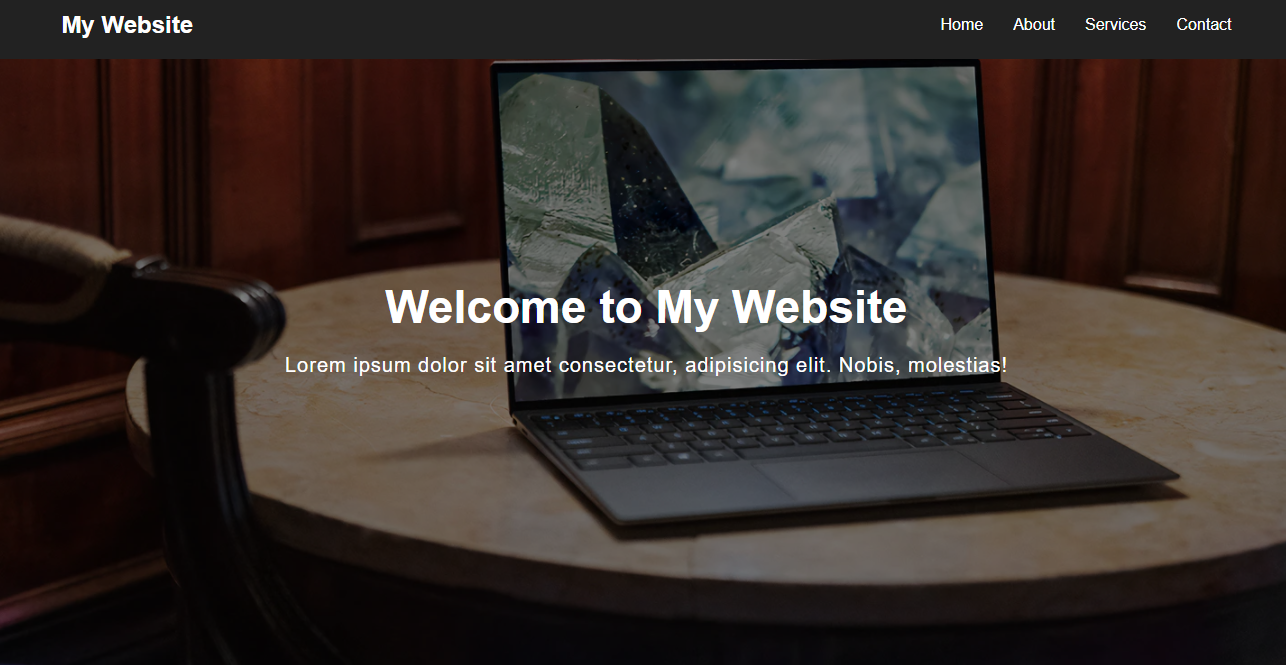 My Website
Home About Services Contact
Welcome to My Website
Lorem ipsum dolor sit amet consectetur, adipisicing elit. Nobis, molestias!